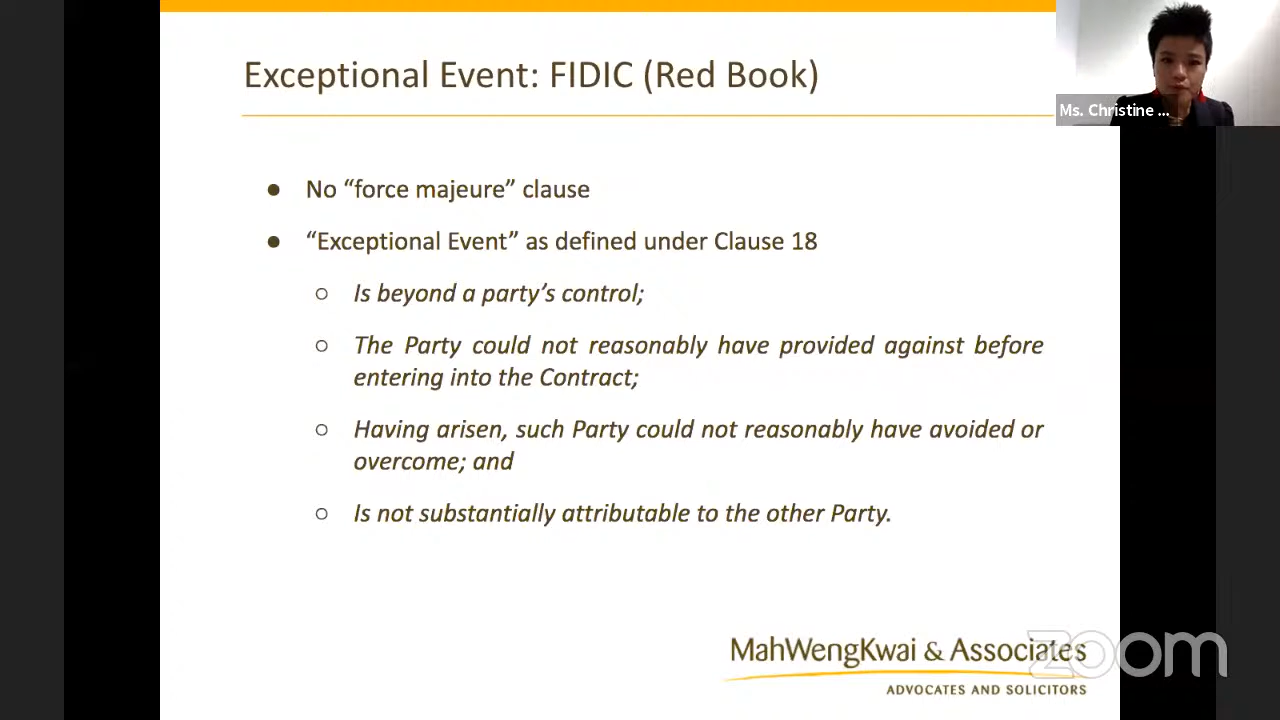 Exceptional Event: FIDIC (Red Book)
Ms. Christine ...
● No “force majeure” clause
● “Exceptional Event” as defined under Clause 18
○ Is beyond a party’s control;
○ The Party could not reasonably have provided against before
entering into the Contract;
○ Having arisen, such Party could not reasonably have avoided or
overcome; and
○ Is not substantially attributable to the other Party.
MahWengKwai & Associates
ADVOCATES AND SOLICITORS
zoom